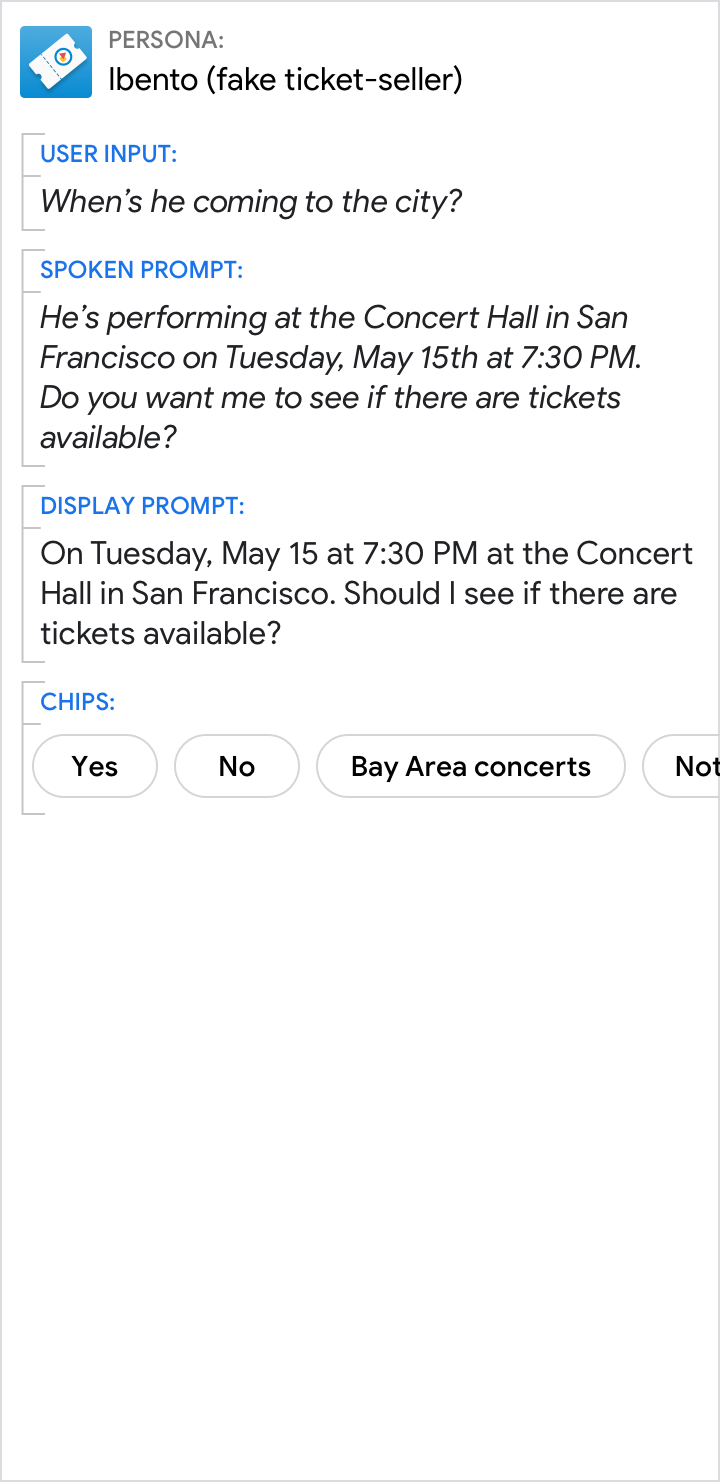 PERSONA:
Ibento (fake ticket-seller)
USER INPUT:
When's he coming to the city?
SPOKEN PROMPT:
He's performing at the Concert Hall in San
Francisco on Tuesday, May 15th at 7:30 PM.
Do you want me to see if there are tickets
available?
DISPLAY PROMPT:
On Tuesday, May 15 at 7:30 PM at the Concert
Hall in San Francisco. Should I see if there are
tickets available?
CHIPS:
Yes No Bay Area concerts Not